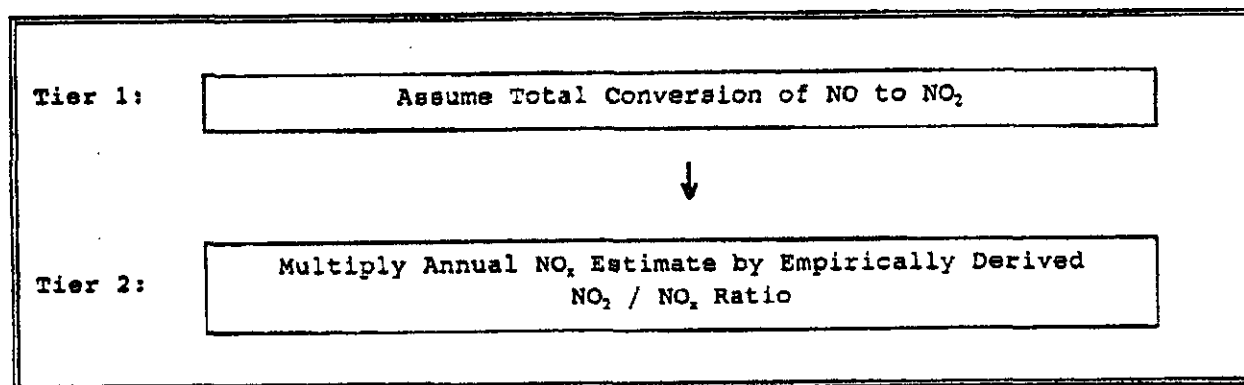 Tier 1:
Assume Total Conversion of NO to NO₂
Tier 2:
Multiply Annual NOₓ Estimate by Empirically Derived
NO₂ / NOₓ Ratio